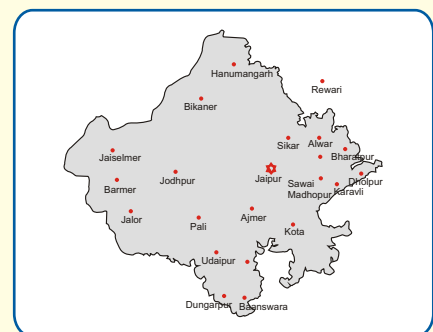 Hanumangarh
Rewari
Bikaner
Sikar
Alwar
Bharatpur
Jaiselmer
Jodhpur
Jaipur
Dholpur
Barmer
Sawai
Madhopur
Karavli
Jalor
Pali
Ajmer
Kota
Udaipur
Dungarpur
Baanswara